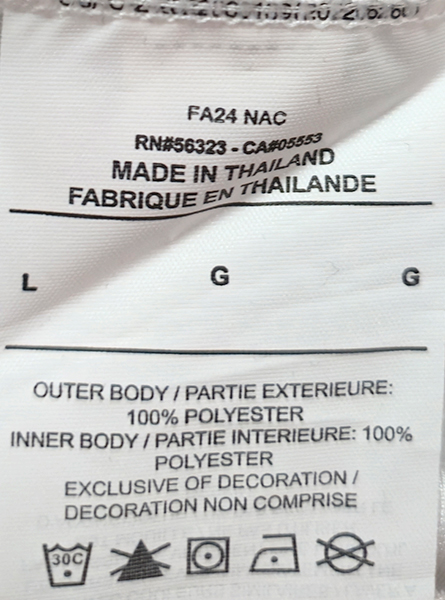 FA24 NAC
RN#56323 - CA#05553
MADE IN THAILAND
FABRIQUE EN THAILANDE
L G G
OUTER BODY / PARTIE EXTERIEURE:
100% POLYESTER
INNER BODY / PARTIE INTERIEURE: 100%
POLYESTER
EXCLUSIVE OF DECORATION /
DECORATION NON COMPRISE
30C